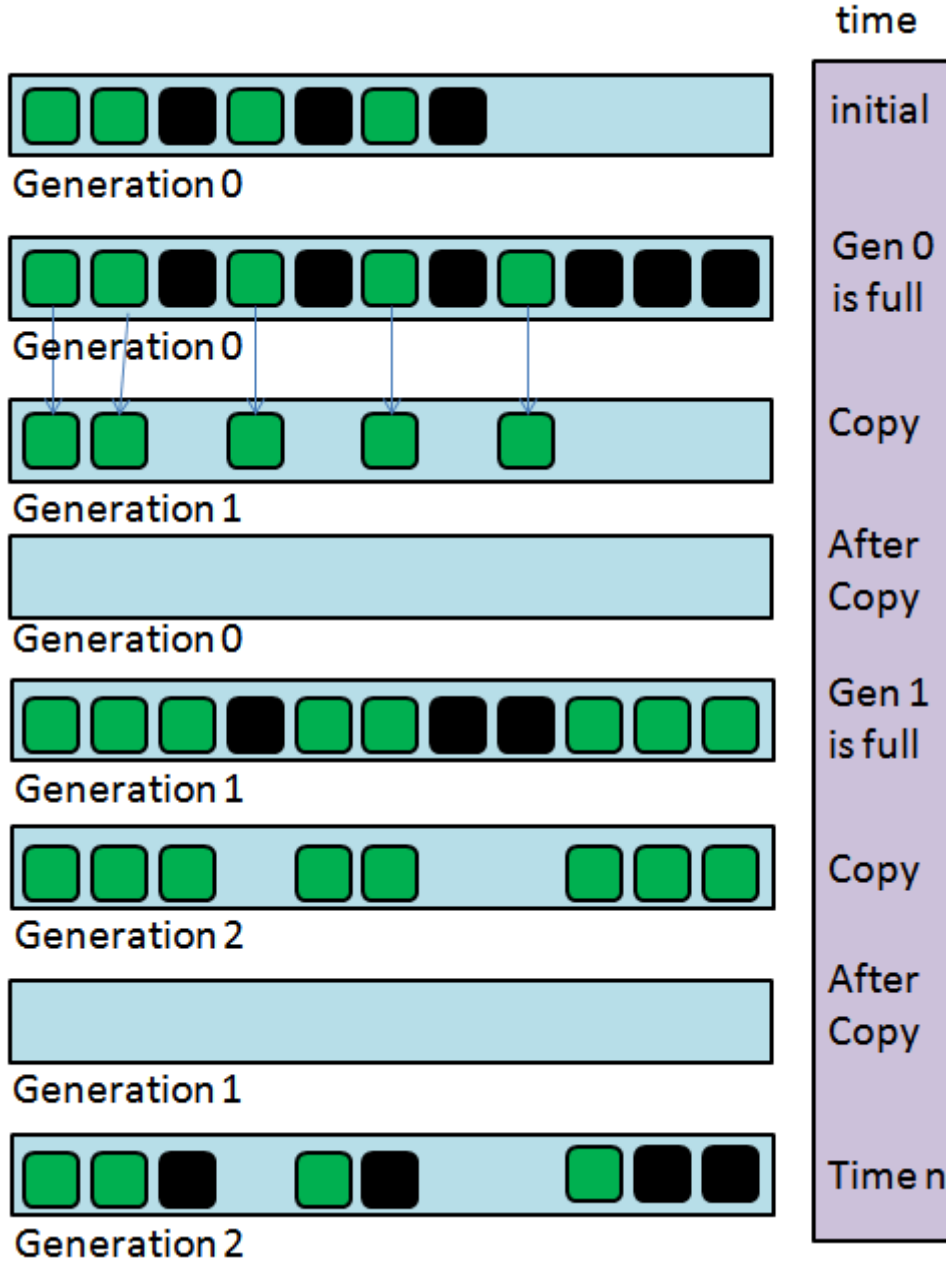 time
initial
Generation 0
Gen 0
is full
Generation 0
Copy
Generation 1
After
Copy
Generation 0
Gen 1
is full
Generation 1
Copy
Generation 2
After
Copy
Generation 1
Time n
Generation 2